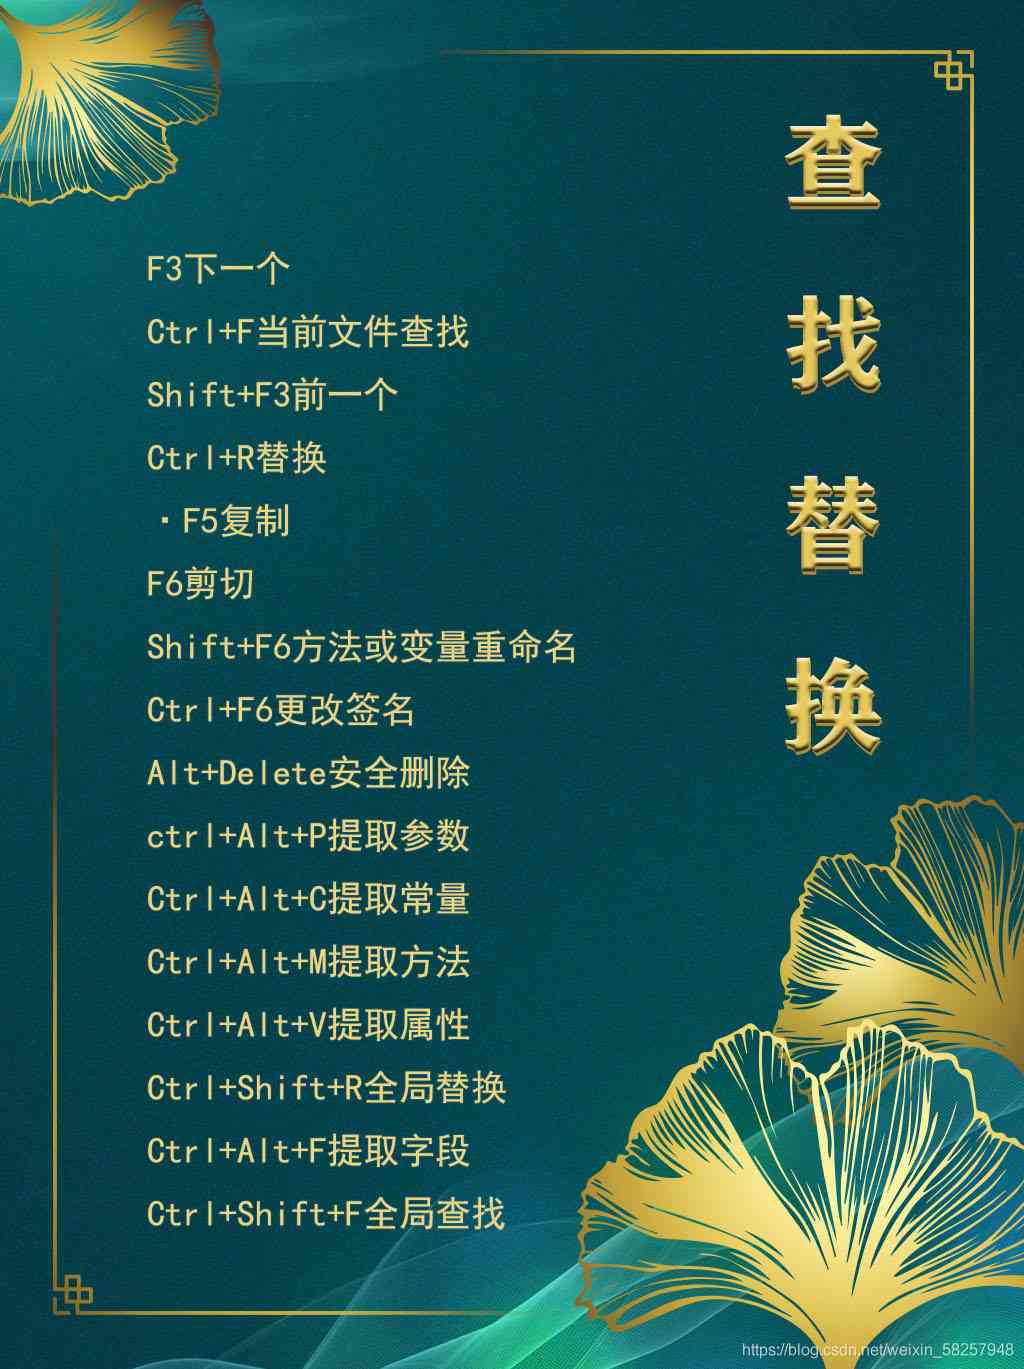 查找替换
F3下一个
Ctrl+F当前文件查找
Shift+F3前一个
Ctrl+R替换
·F5复制
F6剪切
Shift+F6方法或变量重命名
Ctrl+F6更改签名
Alt+Delete安全删除
ctrl+Alt+P提取参数
Ctrl+Alt+C提取常量
Ctrl+Alt+M提取方法
Ctrl+Alt+V提取属性
Ctrl+Shift+R全局替换
Ctrl+Alt+F提取字段
Ctrl+Shift+F全局查找
https://blog.csdn.net/weixin_58257948